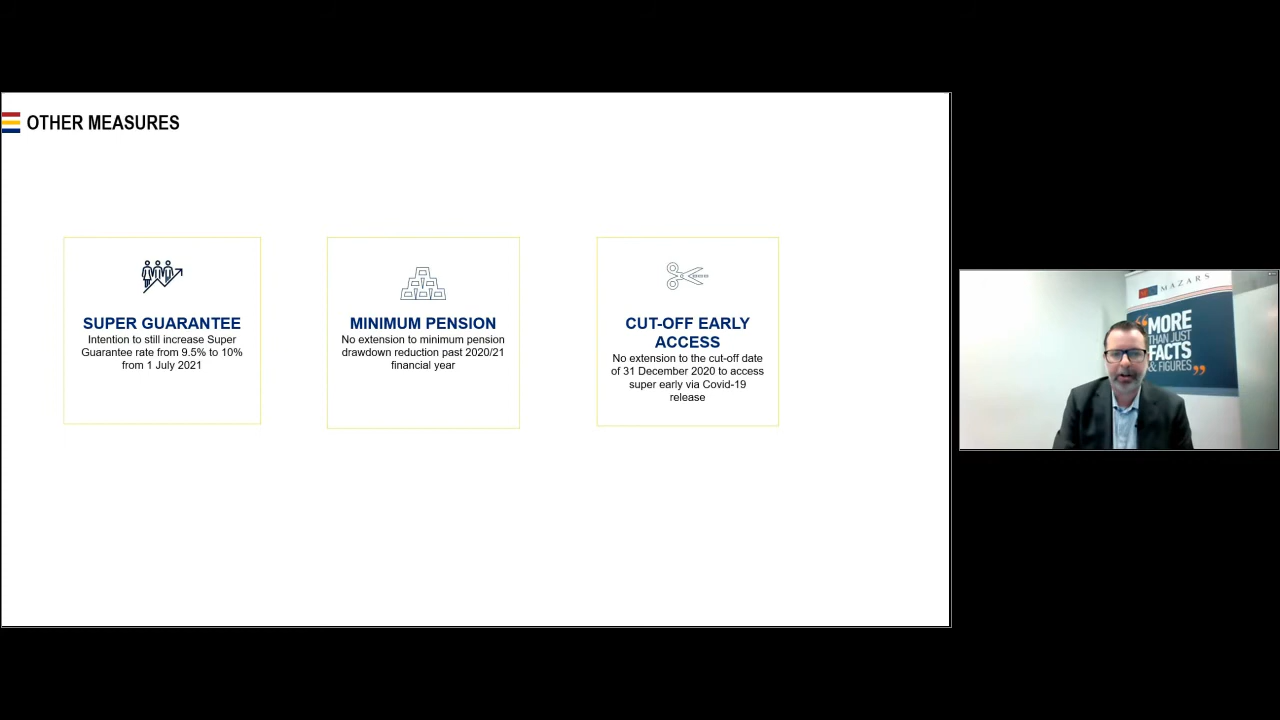 OTHER MEASURES
SUPER GUARANTEE
Intention to still increase Super
Guarantee rate from 9.5% to 10%
from 1 July 2021
MINIMUM PENSION
No extension to minimum pension
drawdown reduction past 2020/21
financial year
CUT-OFF EARLY
ACCESS
No extension to the cut-off date
of 31 December 2020 to access
super early via Covid-19
release
MAZARS
“MORE
THAN JUST
FACTS
& FIGURES ”